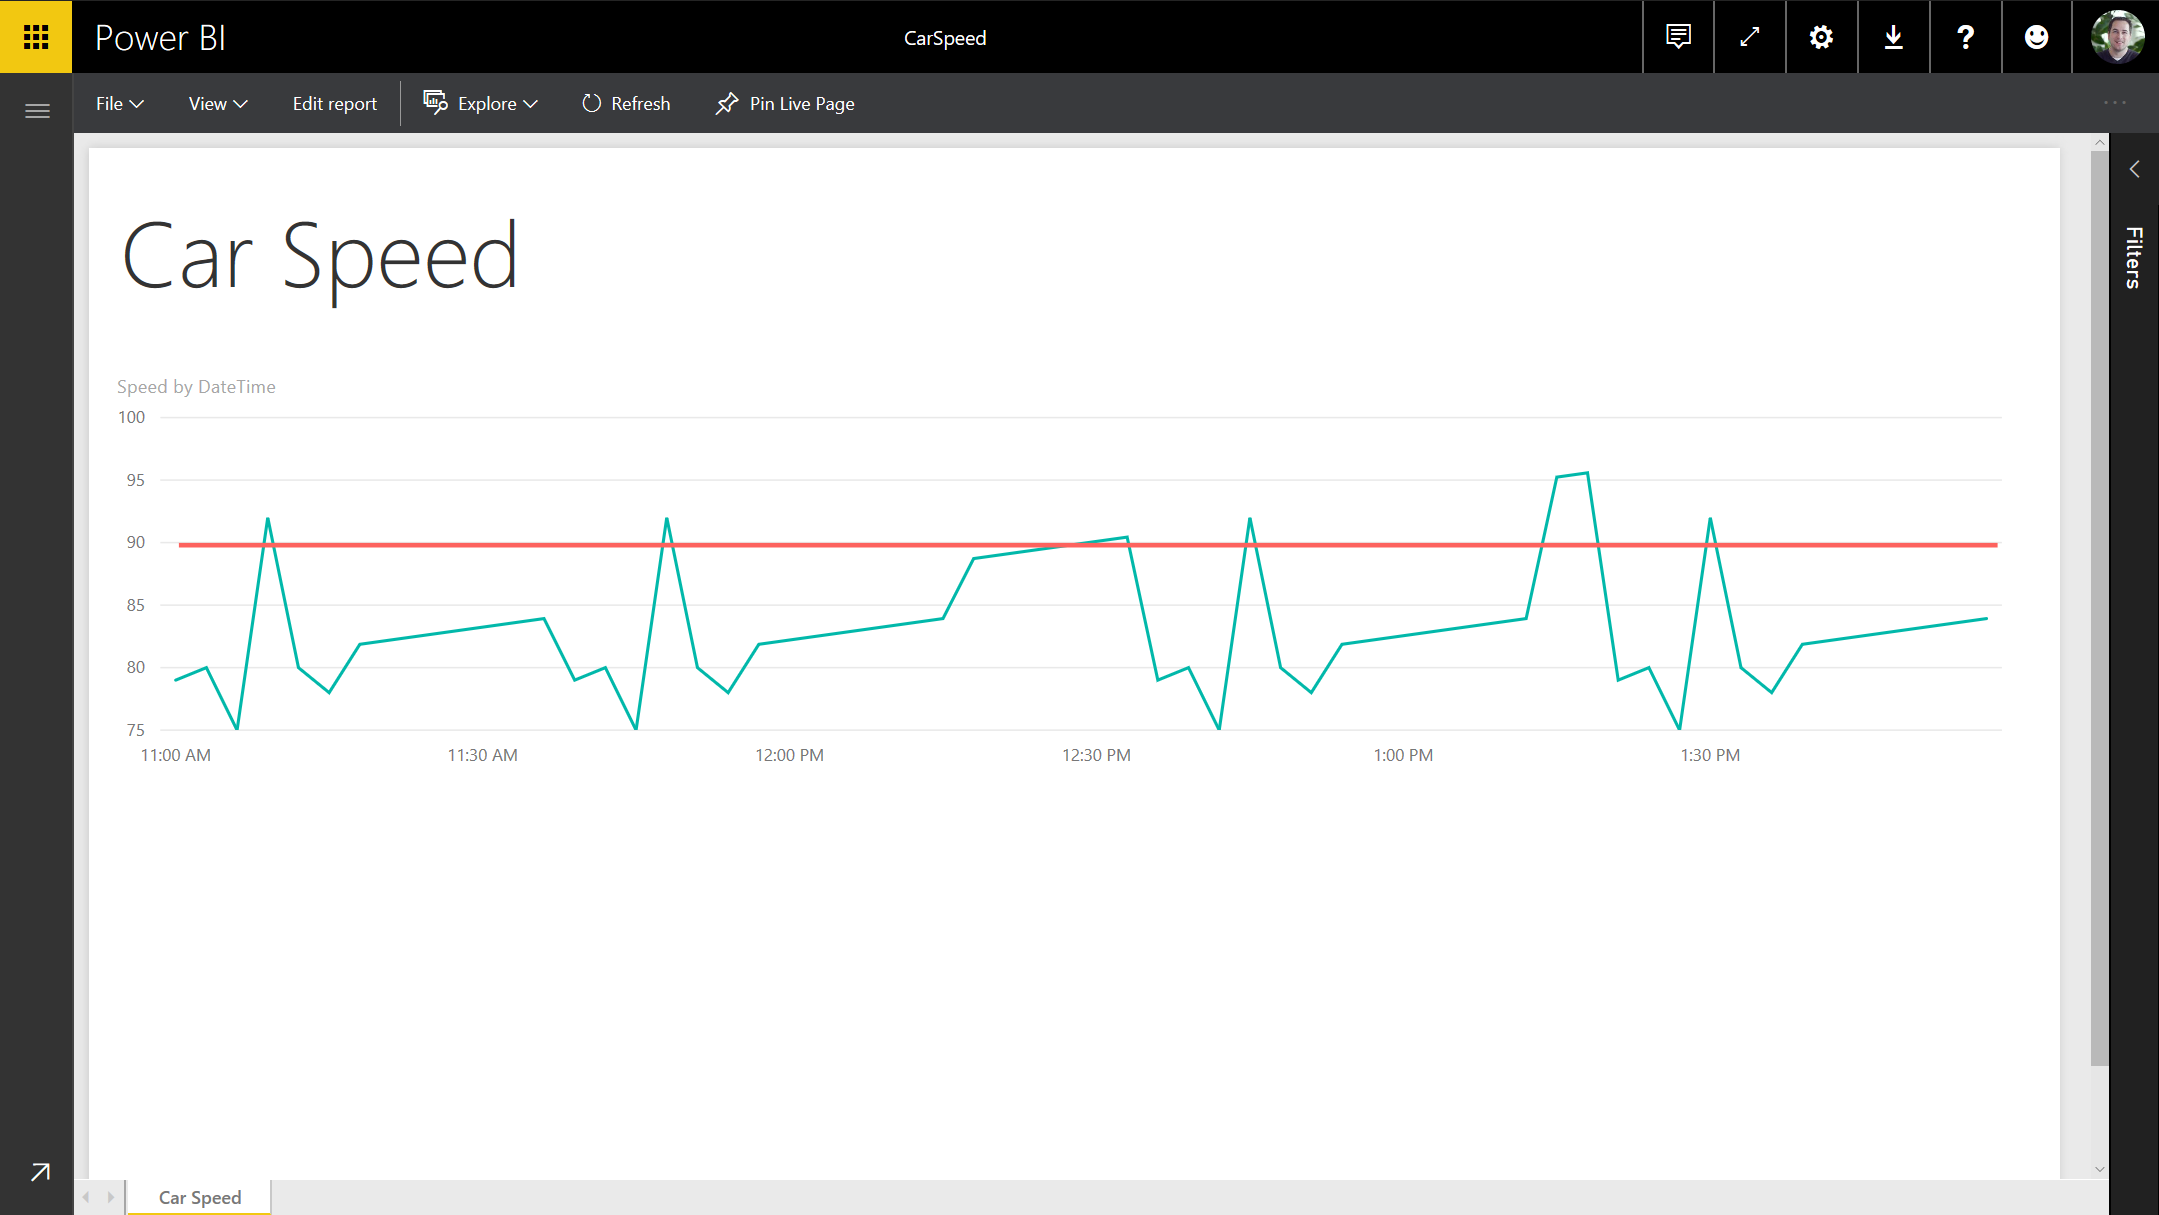 Power BI
CarSpeed
?
File
View
Edit report
Explore
Refresh
Pin Live Page
...
Filters
Car Speed
Speed by DateTime
100
95
90
85
80
75
11:00 AM
11:30 AM
12:00 PM
12:30 PM
1:00 PM
1:30 PM
Car Speed